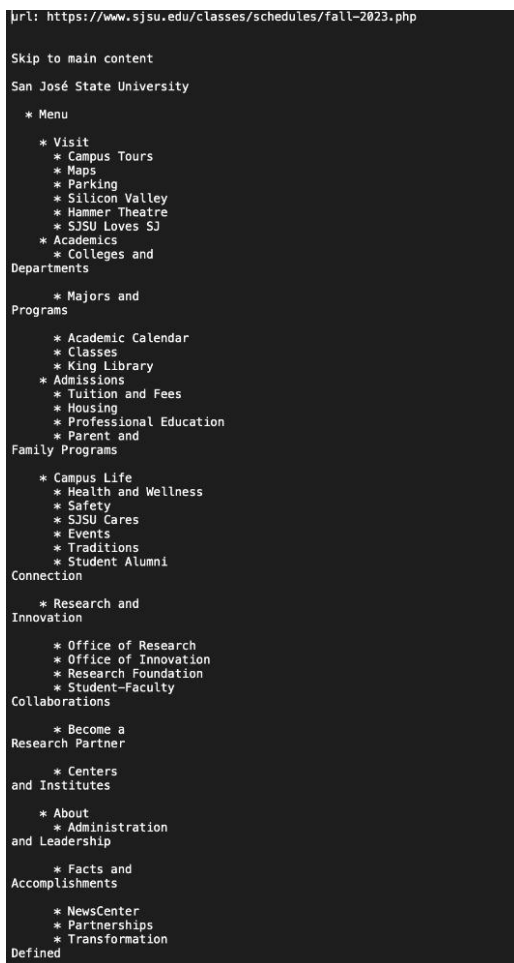 url: https://www.sjsu.edu/classes/schedules/fall-2023.php
Skip to main content
San José State University
* Menu
* Visit
* Campus Tours
* Maps
* Parking
* Silicon Valley
* Hammer Theatre
* SJSU Loves SJ
* Academics
* Colleges and
Departments
* Majors and
Programs
* Academic Calendar
* Classes
* King Library
* Admissions
* Tuition and Fees
* Housing
* Professional Education
* Parent and
Family Programs
* Campus Life
* Health and Wellness
* Safety
* SJSU Cares
* Events
* Traditions
* Student Alumni
Connection
* Research and
Innovation
* Office of Research
* Office of Innovation
* Research Foundation
* Student-Faculty
Collaborations
* Become a
Research Partner
* Centers
and Institutes
* About
* Administration
and Leadership
* Facts and
Accomplishments
* NewsCenter
* Partnerships
* Transformation
Defined